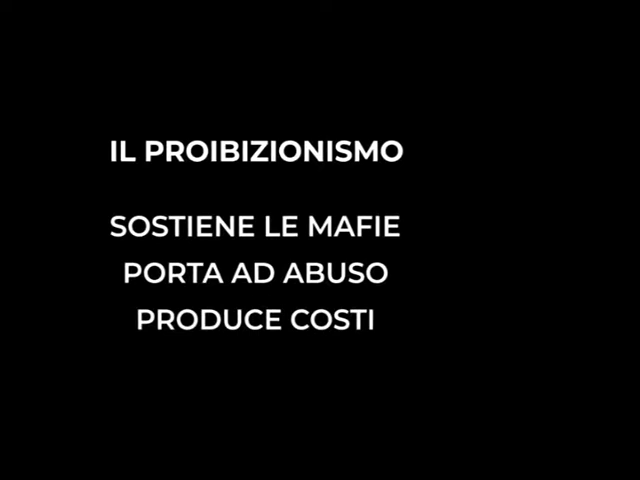 IL PROIBIZIONISMO
SOSTIENE LE MAFIE
PORTA AD ABUSO
PRODUCE COSTI